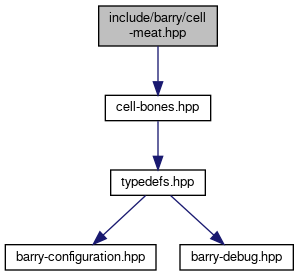 include/barry/cell
-meat.hpp
cell-bones.hpp
typedefs.hpp
barry-configuration.hpp
barry-debug.hpp